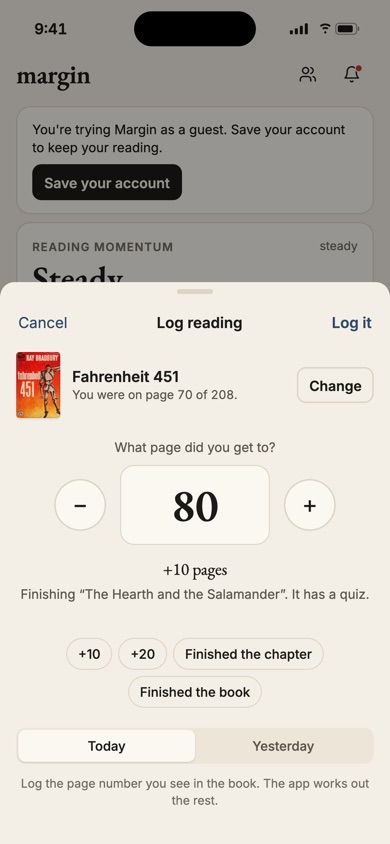 9:41
margin
You're trying Margin as a guest. Save your account
to keep your reading.
Save your account
READING MOMENTUM
steady
Steady
Cancel
Log reading
Log it
RAY BRADBURY
fahrenheit
451
Fahrenheit 451
You were on page 70 of 208.
Change
What page did you get to?
−
80
+
+10 pages
Finishing “The Hearth and the Salamander”. It has a quiz.
+10
+20
Finished the chapter
Finished the book
Today
Yesterday
Log the page number you see in the book. The app works out
the rest.